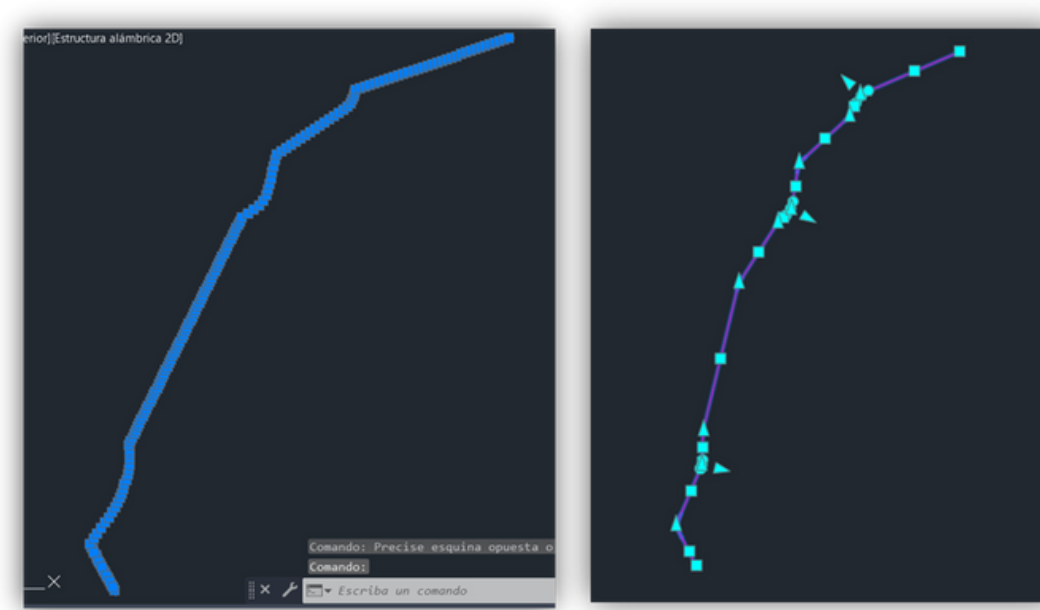 erior][Estructura alámbrica 2D]
Comando: Precise esquina opuesta o
Comando:
Escriba un comando